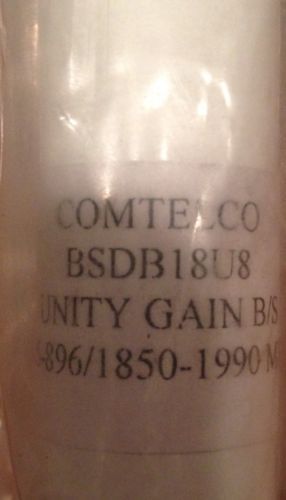 COMTELCO
BSDB18U8
UNITY GAIN B/S
-896/1850-1990 M